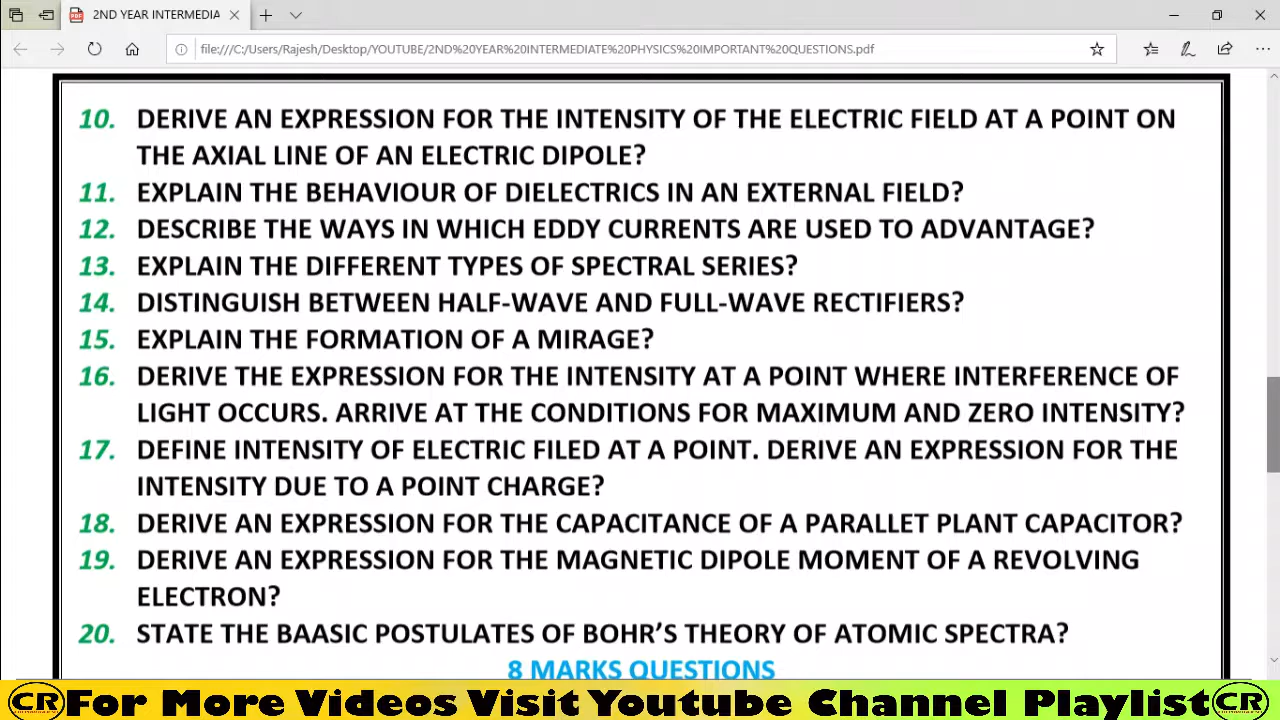 2ND YEAR INTERMEDIA
file:///C:/Users/Rajesh/Desktop/YOUTUBE/2ND%20YEAR%20INTERMEDIATE%20PHYSICS%20IMPORTANT%20QUESTIONS.pdf
10. DERIVE AN EXPRESSION FOR THE INTENSITY OF THE ELECTRIC FIELD AT A POINT ON
THE AXIAL LINE OF AN ELECTRIC DIPOLE?
11. EXPLAIN THE BEHAVIOUR OF DIELECTRICS IN AN EXTERNAL FIELD?
12. DESCRIBE THE WAYS IN WHICH EDDY CURRENTS ARE USED TO ADVANTAGE?
13. EXPLAIN THE DIFFERENT TYPES OF SPECTRAL SERIES?
14. DISTINGUISH BETWEEN HALF-WAVE AND FULL-WAVE RECTIFIERS?
15. EXPLAIN THE FORMATION OF A MIRAGE?
16. DERIVE THE EXPRESSION FOR THE INTENSITY AT A POINT WHERE INTERFERENCE OF
LIGHT OCCURS. ARRIVE AT THE CONDITIONS FOR MAXIMUM AND ZERO INTENSITY?
17. DEFINE INTENSITY OF ELECTRIC FILED AT A POINT. DERIVE AN EXPRESSION FOR THE
INTENSITY DUE TO A POINT CHARGE?
18. DERIVE AN EXPRESSION FOR THE CAPACITANCE OF A PARALLET PLANT CAPACITOR?
19. DERIVE AN EXPRESSION FOR THE MAGNETIC DIPOLE MOMENT OF A REVOLVING
ELECTRON?
20. STATE THE BAASIC POSTULATES OF BOHR'S THEORY OF ATOMIC SPECTRA?
8 MARKS QUESTIONS
CR For More Videos Visit Youtube Channel Playlist CR